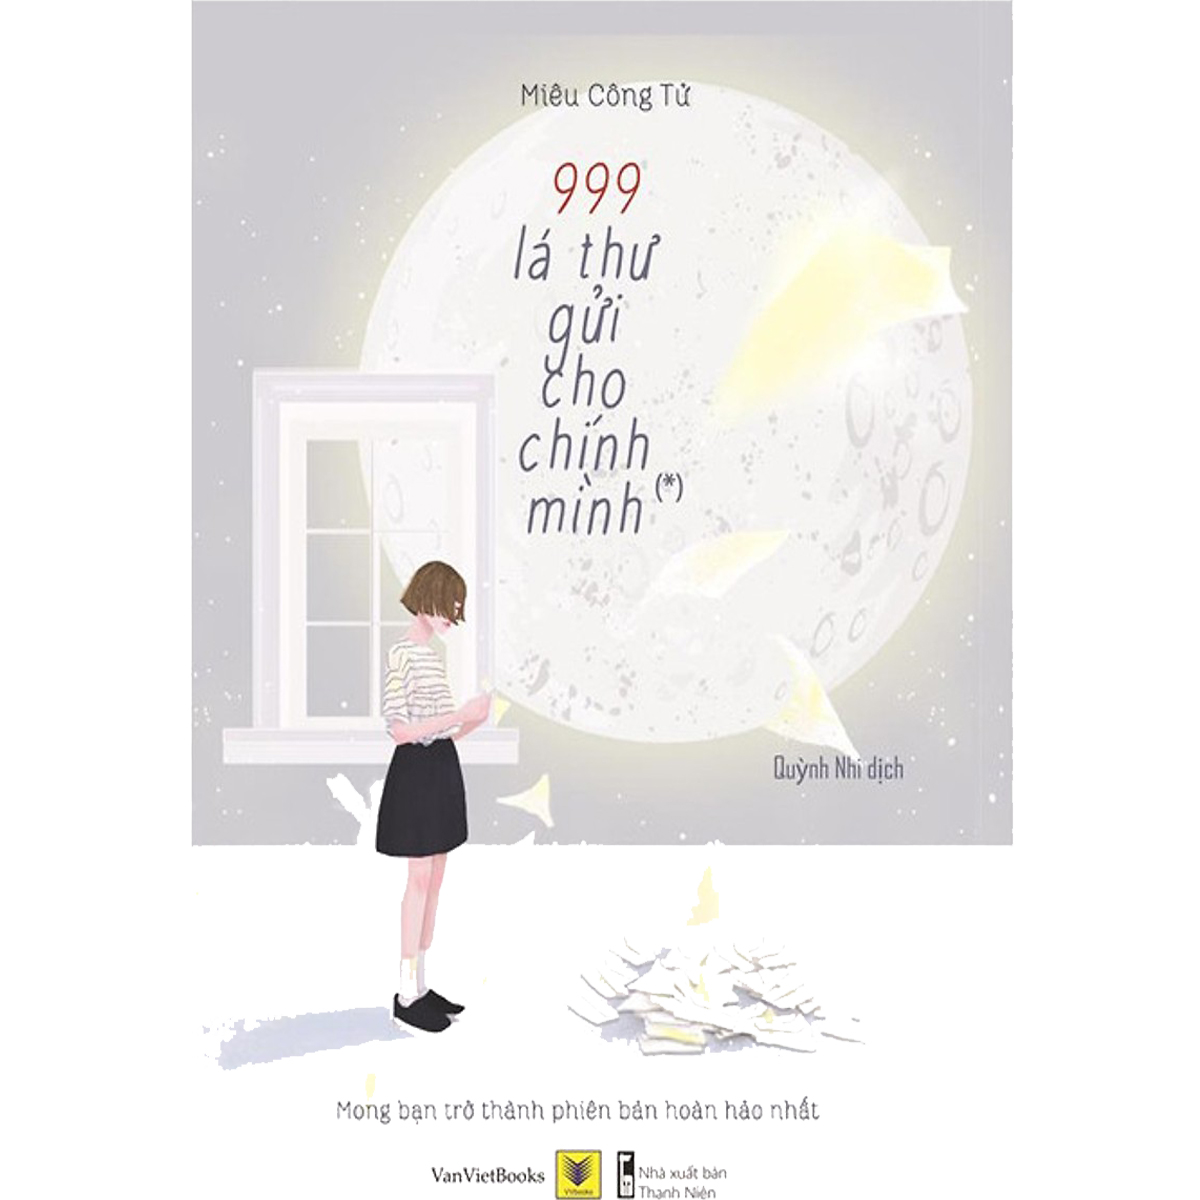 Miêu Công Tử
999
lá thư
gửi
cho
chính
mình (*)
Quỳnh Nhi dịch
Mong bạn trở thành phiên bản hoàn hảo nhất
VanVietBooks
VVbooks
Nhà xuất bản
Thanh Niên